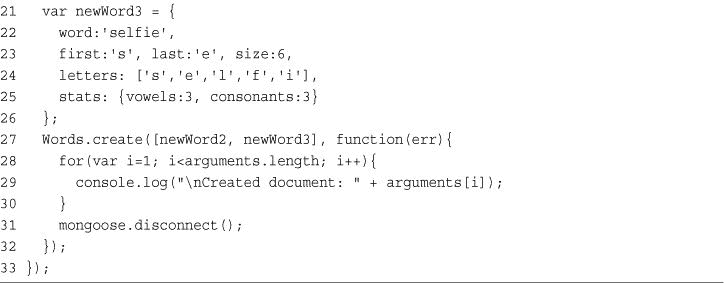 21   var newWord3 = {
22     word:'selfie',
23     first:'s', last:'e', size:6,
24     letters: ['s','e','l','f','i'],
25     stats: {vowels:3, consonants:3}
26   };
27   Words.create([newWord2, newWord3], function(err){
28     for(var i=1; i<arguments.length; i++){
29       console.log("\nCreated document: " + arguments[i]);
30     }
31     mongoose.disconnect();
32   });
33 });